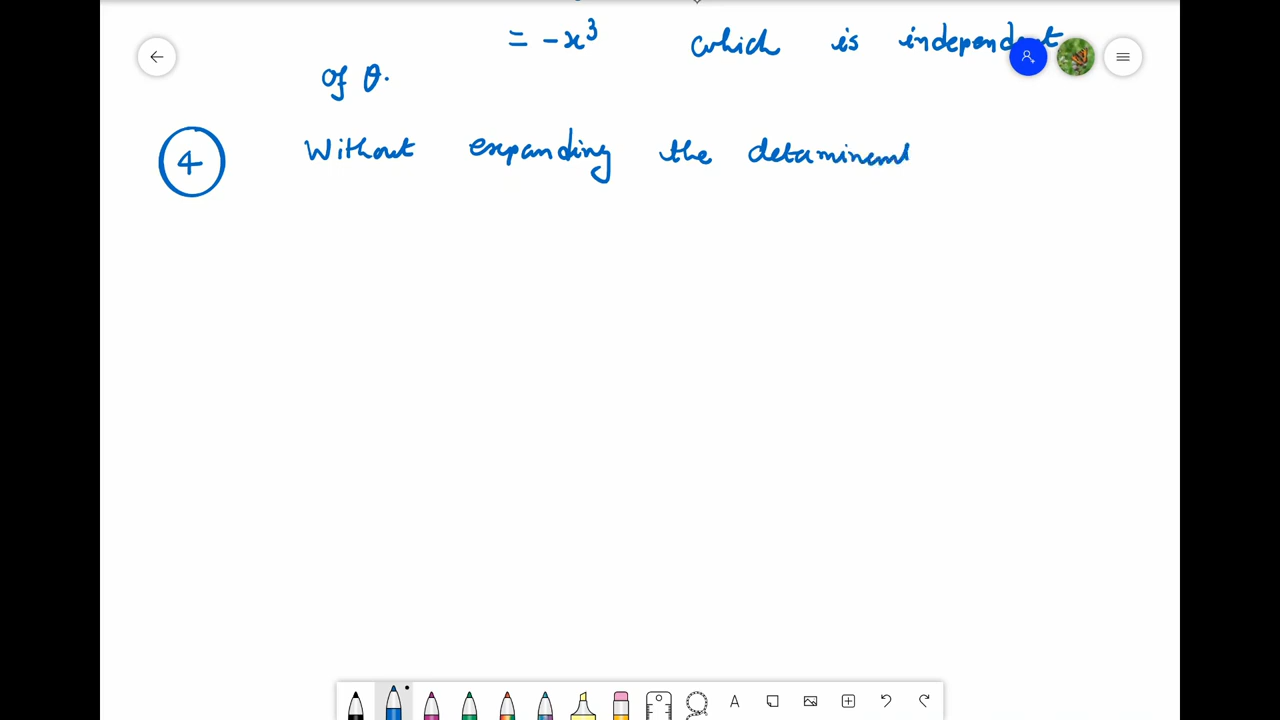 = -x³ which is independent
of θ.
4 Without expanding the determinant
A